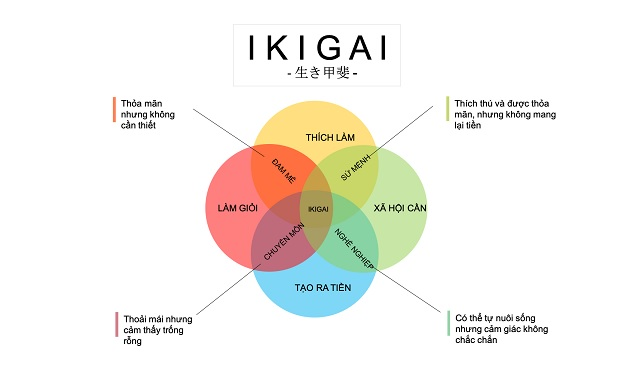 IKIGAI
- 生き甲斐 -
Thỏa mãn
nhưng không
cần thiết
Thích thú và được thỏa
mãn, nhưng không mang
lại tiền
THÍCH LÀM
ĐAM MÊ
SỨ MỆNH
LÀM GIỎI
IKIGAI
XÃ HỘI CẦN
CHUYÊN MÔN
NGHỀ NGHIỆP
TẠO RA TIỀN
Thoải mái nhưng
cảm thấy trống
rỗng
Có thể tự nuôi sống
nhưng cảm giác không
chắc chắn